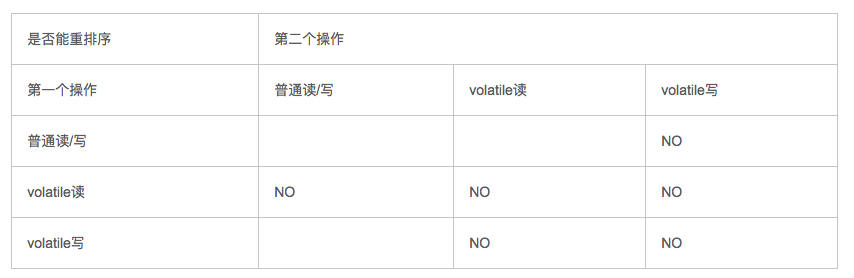 是否能重排序 第二个操作
第一个操作 普通读/写 volatile读 volatile写
普通读/写 NO
volatile读 NO NO NO
volatile写 NO NO